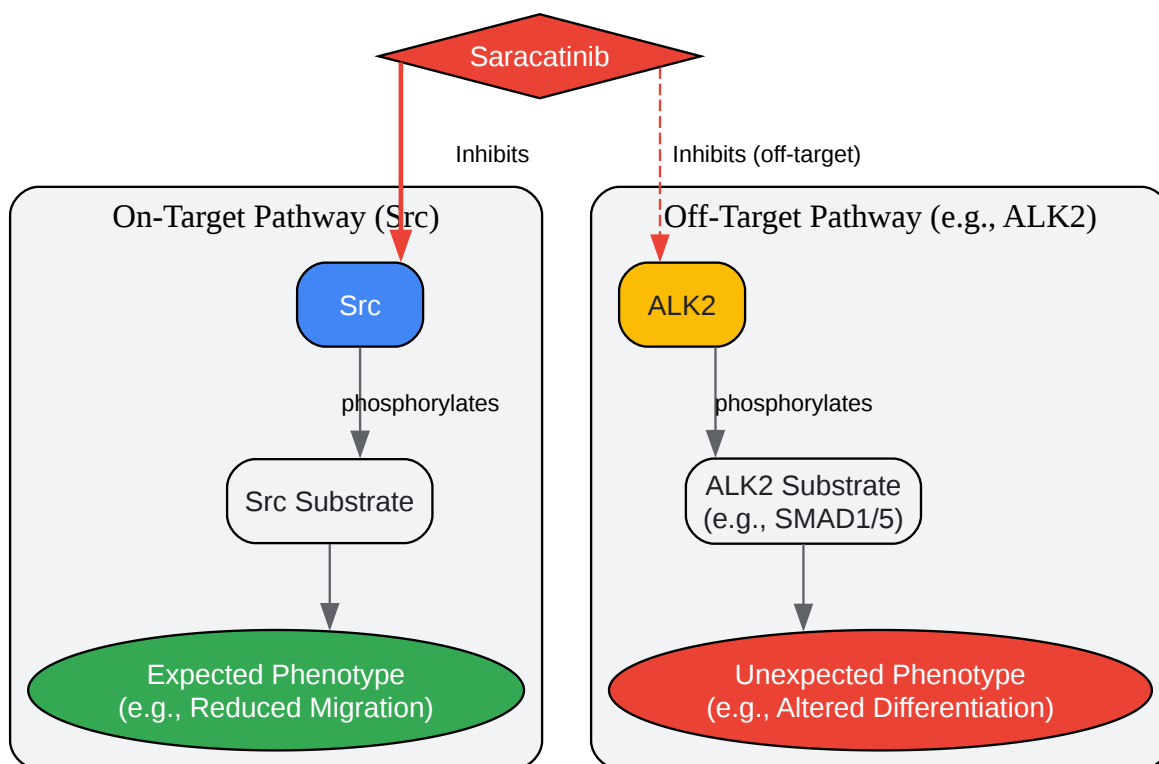 Saracatinib
Inhibits
Inhibits (off-target)
On-Target Pathway (Src)
Off-Target Pathway (e.g., ALK2)
Src
ALK2
phosphorylates
phosphorylates
Src Substrate
ALK2 Substrate
(e.g., SMAD1/5)
Expected Phenotype
(e.g., Reduced Migration)
Unexpected Phenotype
(e.g., Altered Differentiation)